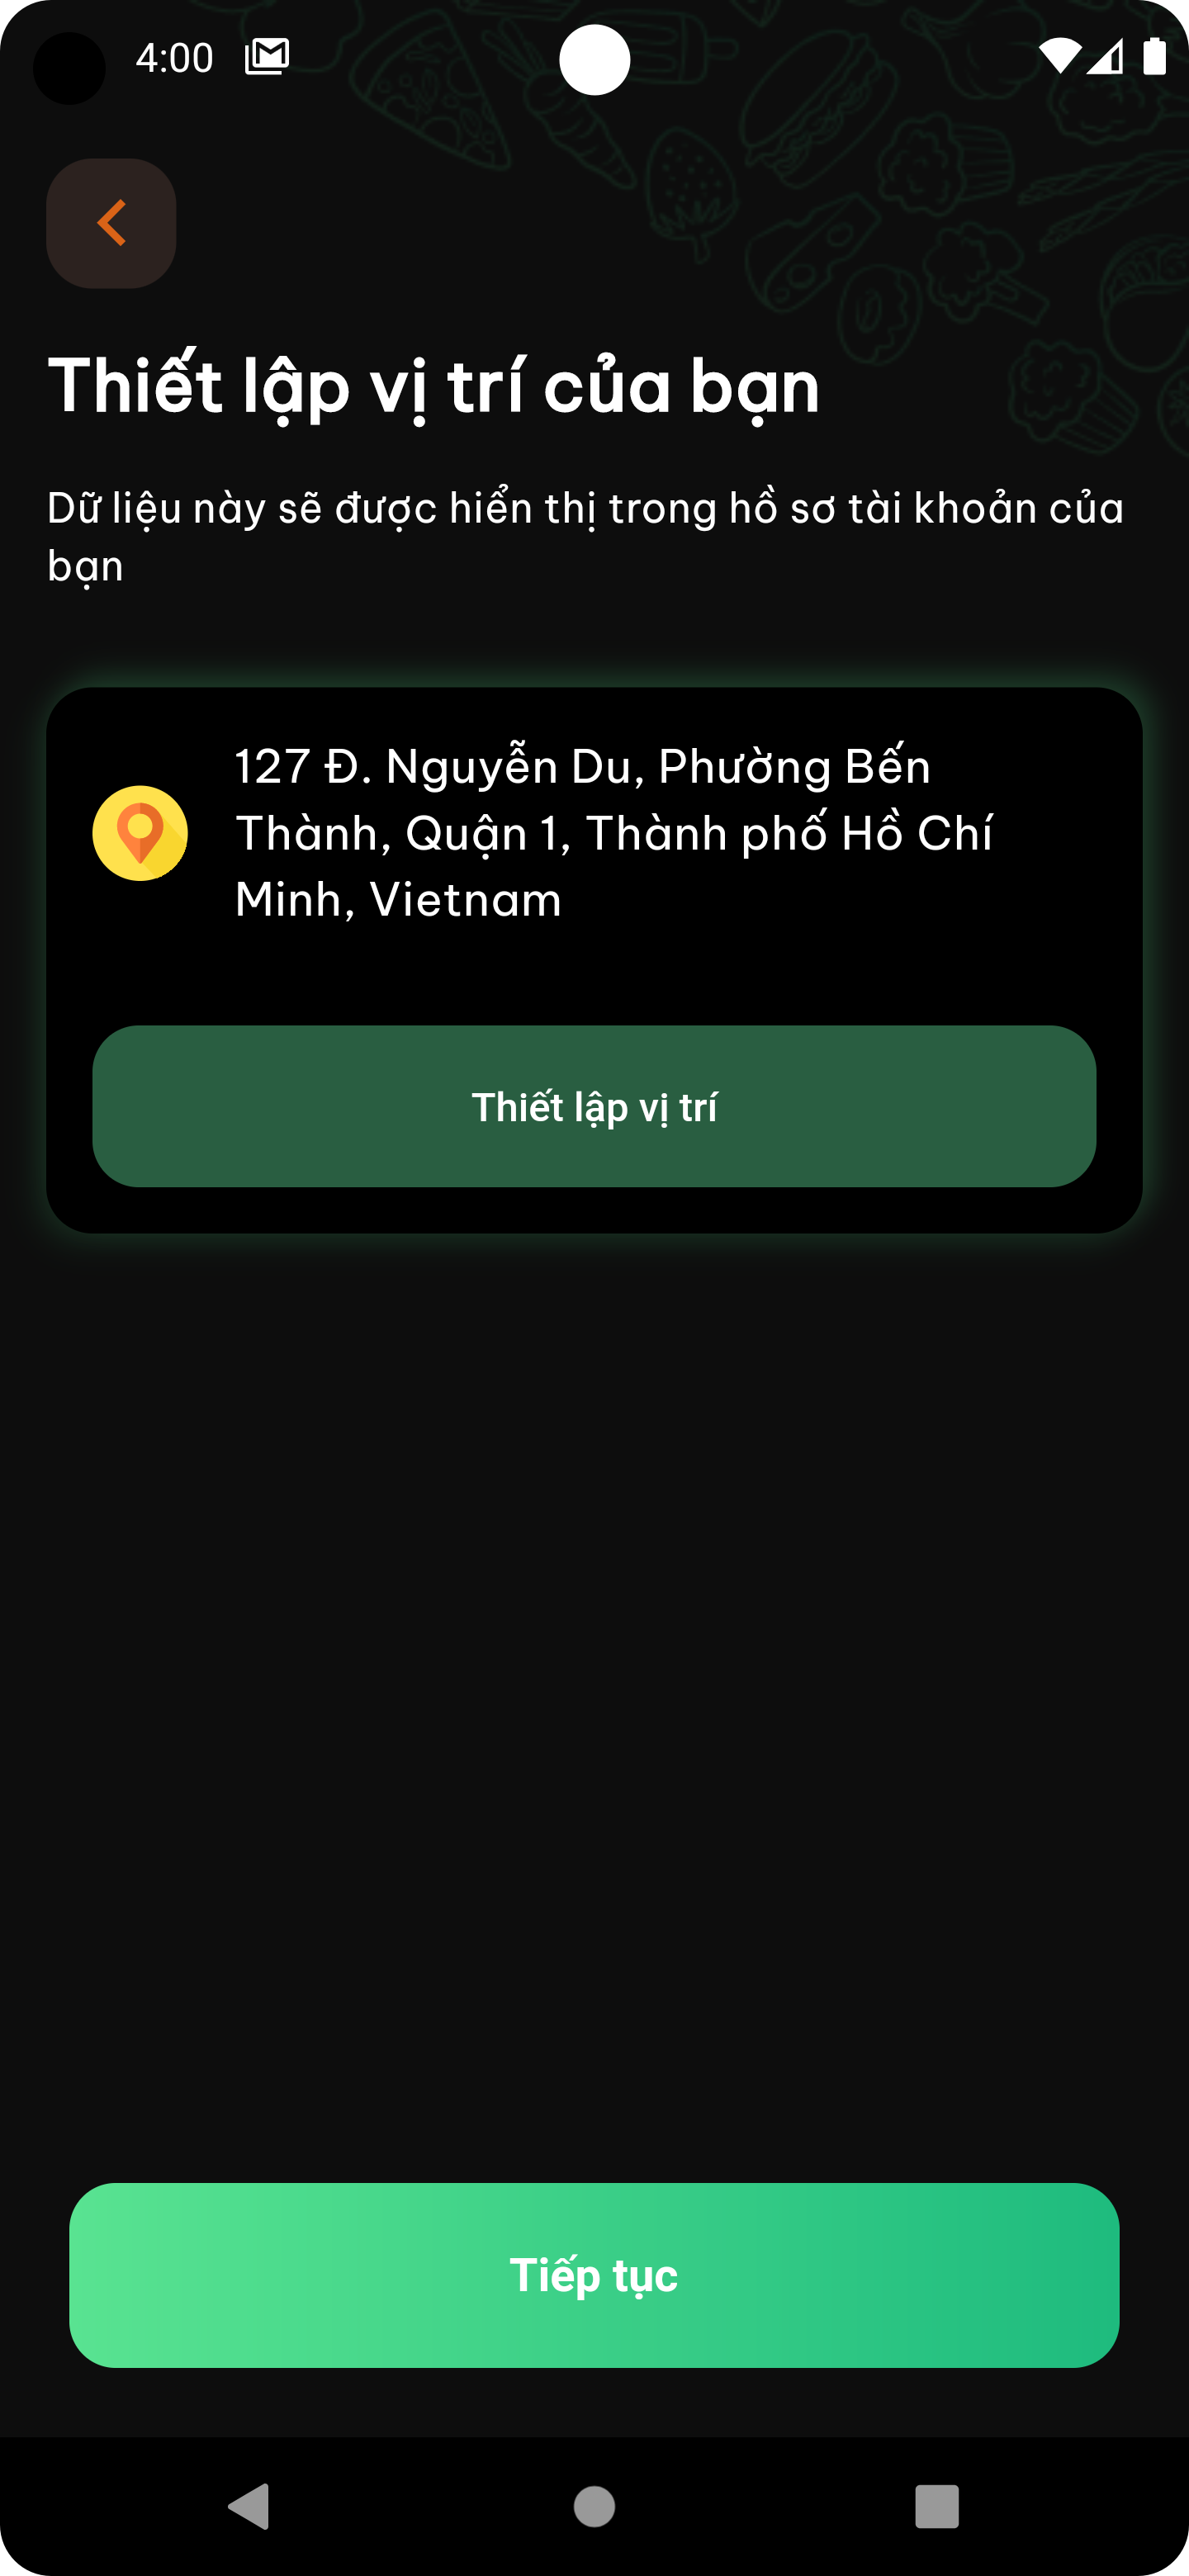 4:00
Thiết lập vị trí của bạn
Dữ liệu này sẽ được hiển thị trong hồ sơ tài khoản của
bạn
127 Đ. Nguyễn Du, Phường Bến
Thành, Quận 1, Thành phố Hồ Chí
Minh, Vietnam
Thiết lập vị trí
Tiếp tục